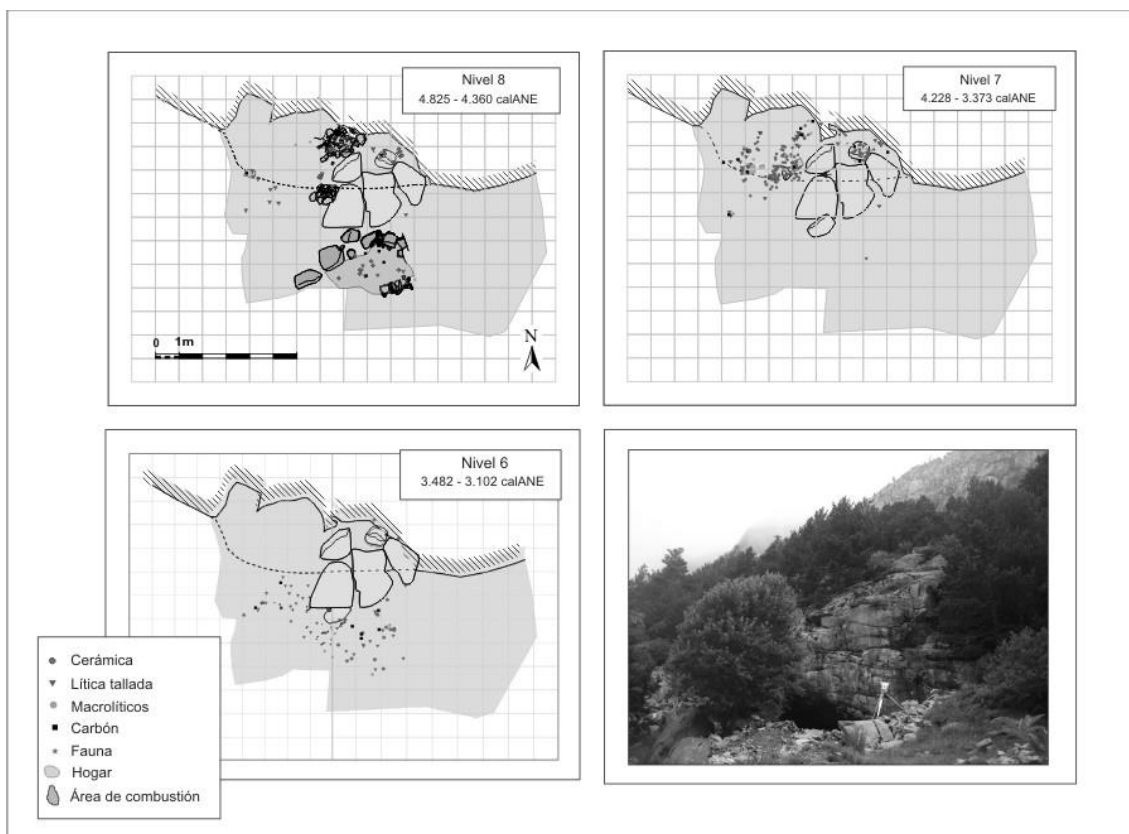 Nivel 8
4.825 - 4.360 calANE
Nivel 7
4.228 - 3.373 calANE
0 1m
N
Nivel 6
3.482 - 3.102 calANE
Cerámica
Lítica tallada
Macrolíticos
Carbón
Fauna
Hogar
Área de combustión